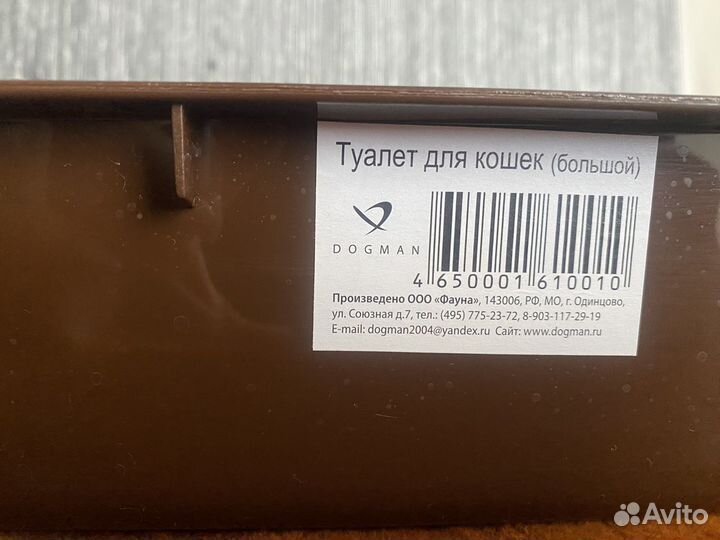 Туалет для кошек (большой)
DOGMAN
4 650001 610010
Произведено ООО «Фауна», 143006, РФ, МО, г. Одинцово,
ул. Союзная д.7, тел.: (495) 775-23-72, 8-903-117-29-19
E-mail: dogman2004@yandex.ru Сайт: www.dogman.ru
Avito